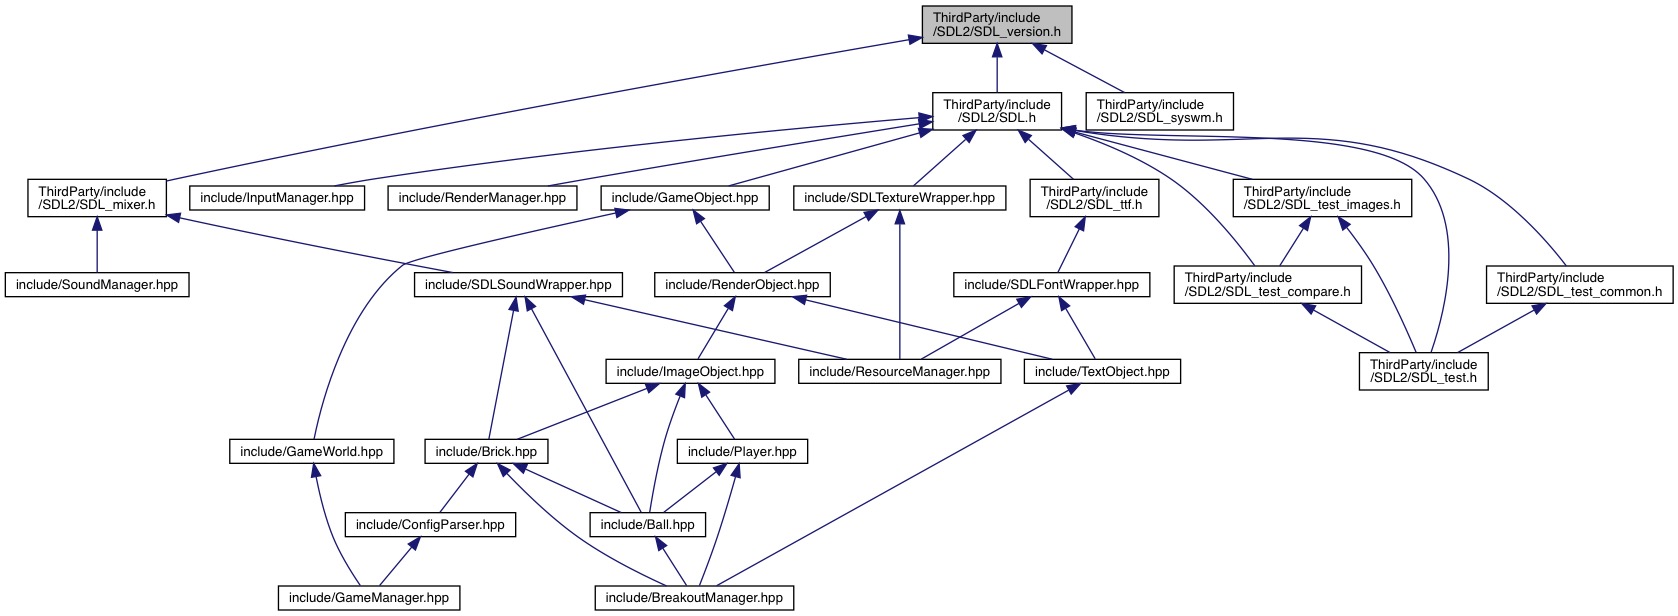 ThirdParty/include
/SDL2/SDL_version.h
ThirdParty/include
/SDL2/SDL.h
ThirdParty/include
/SDL2/SDL_syswm.h
ThirdParty/include
/SDL2/SDL_mixer.h
include/InputManager.hpp
include/RenderManager.hpp
include/GameObject.hpp
include/SDLTextureWrapper.hpp
ThirdParty/include
/SDL2/SDL_ttf.h
ThirdParty/include
/SDL2/SDL_test_images.h
include/SoundManager.hpp
include/SDLSoundWrapper.hpp
include/RenderObject.hpp
include/SDLFontWrapper.hpp
ThirdParty/include
/SDL2/SDL_test_compare.h
ThirdParty/include
/SDL2/SDL_test_common.h
include/ImageObject.hpp
include/ResourceManager.hpp
include/TextObject.hpp
ThirdParty/include
/SDL2/SDL_test.h
include/GameWorld.hpp
include/Brick.hpp
include/Player.hpp
include/ConfigParser.hpp
include/Ball.hpp
include/GameManager.hpp
include/BreakoutManager.hpp